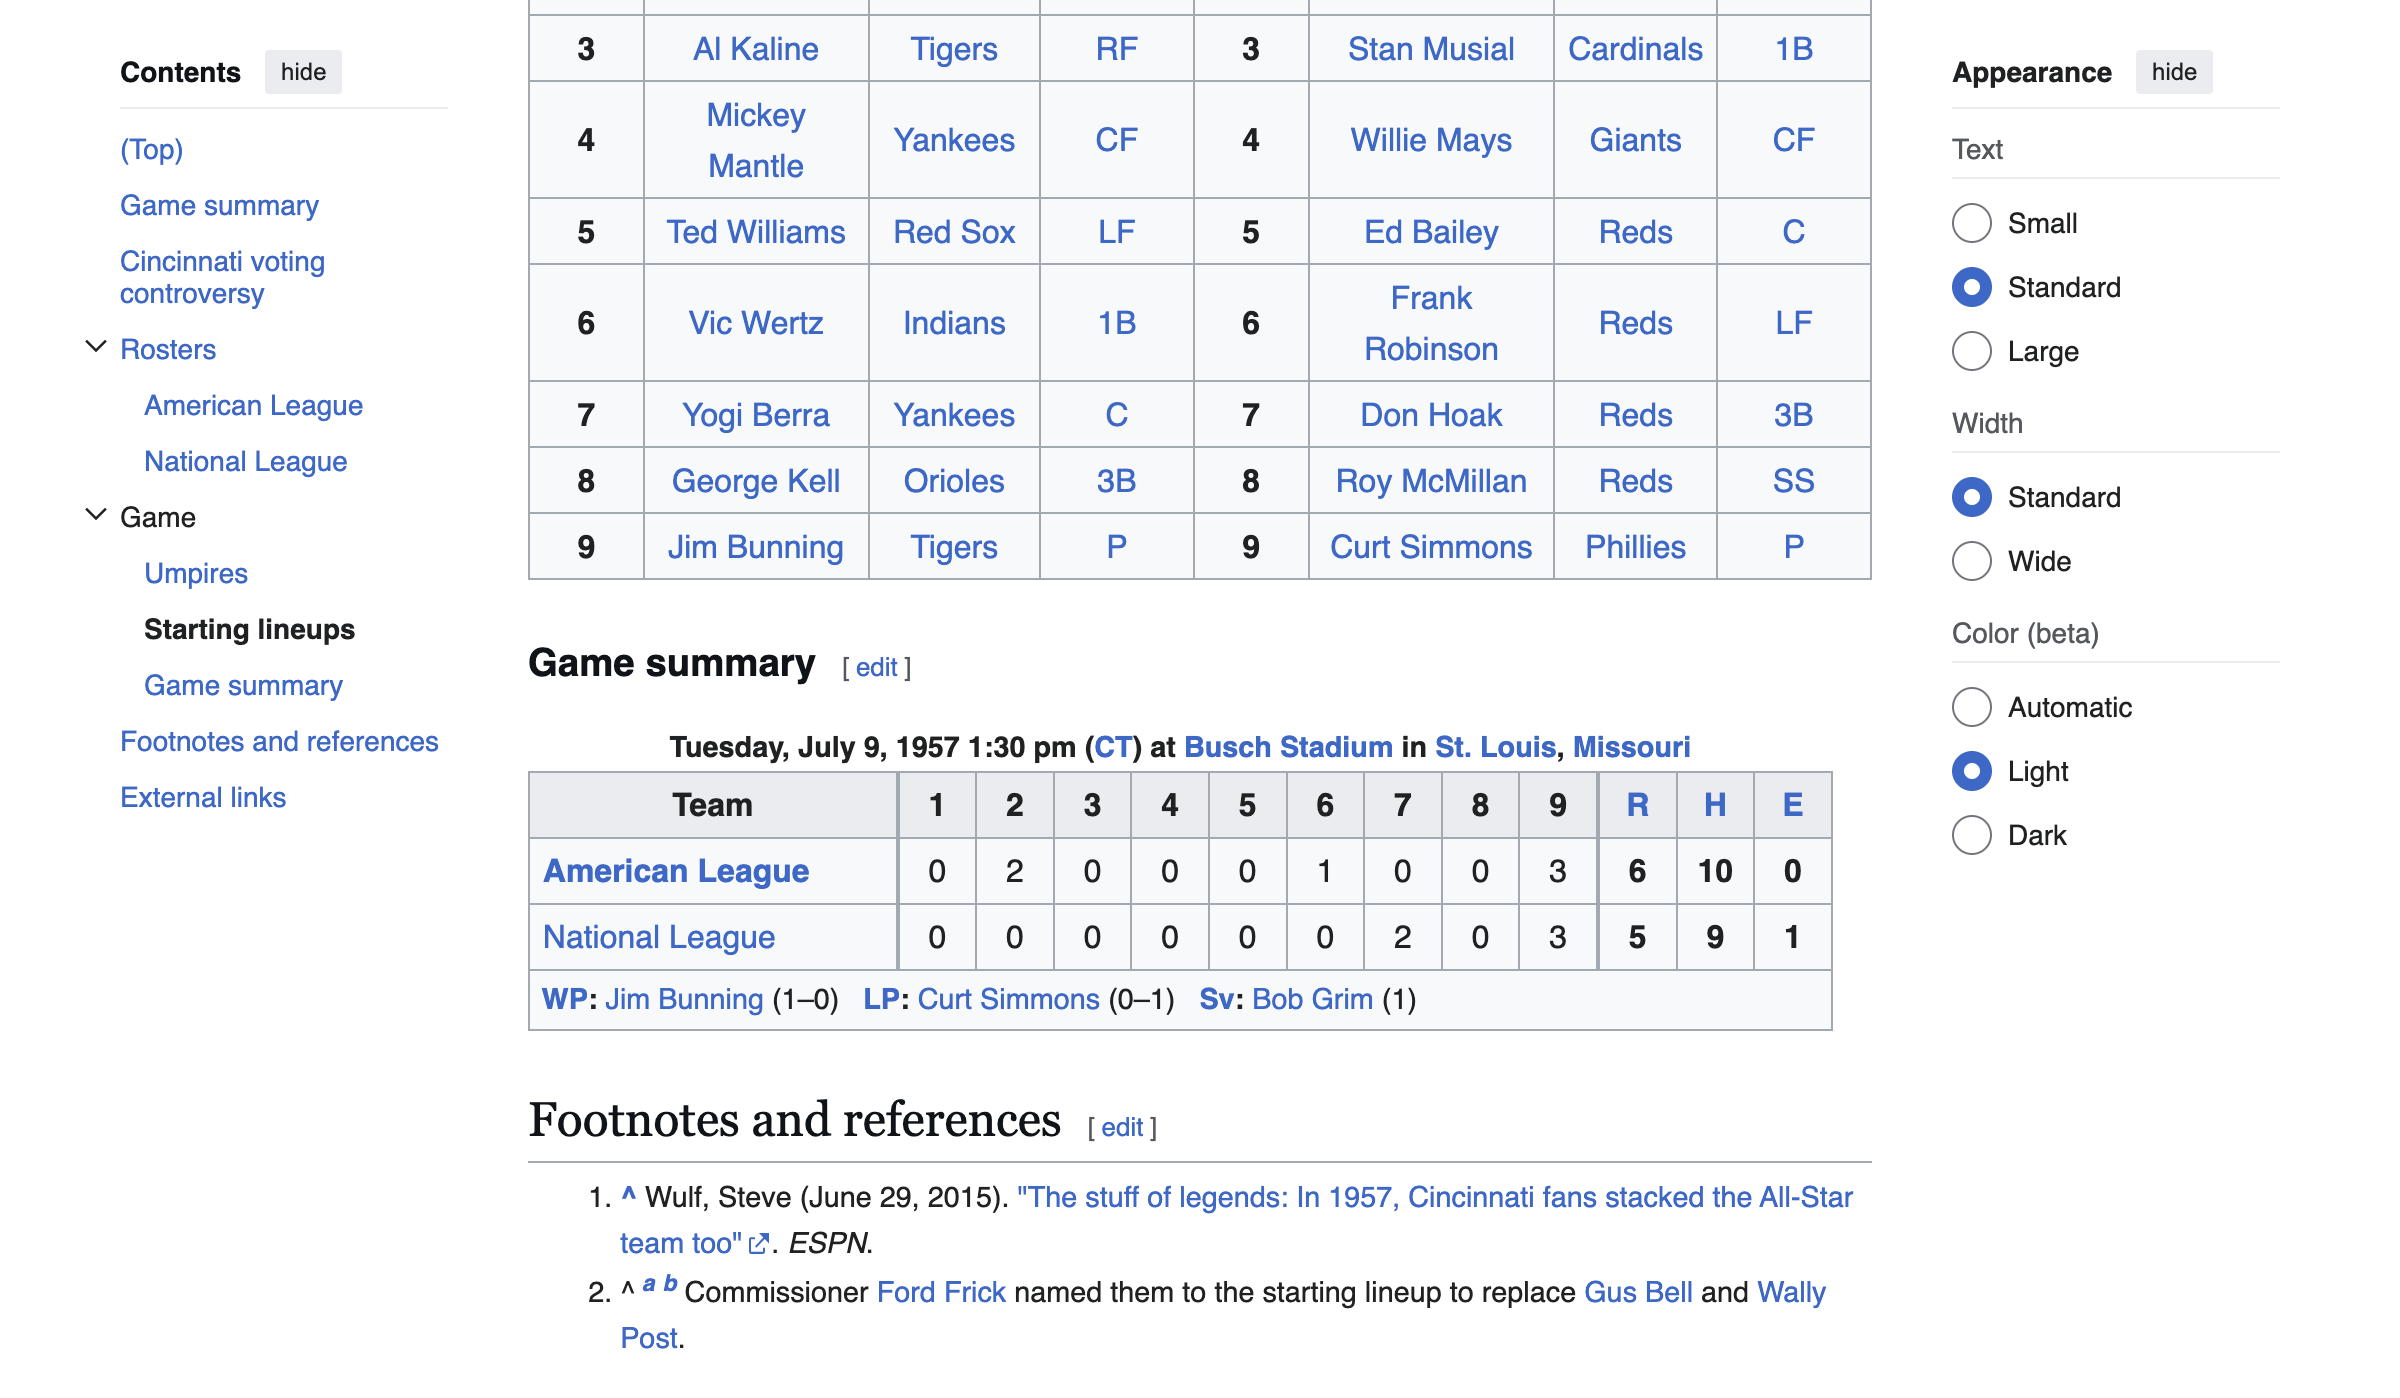 Contents hide
(Top)
Game summary
Cincinnati voting
controversy
Rosters
American League
National League
Game
Umpires
Starting lineups
Game summary
Footnotes and references
External links
3 Al Kaline Tigers RF 3 Stan Musial Cardinals 1B
4 Mickey Mantle Yankees CF 4 Willie Mays Giants CF
5 Ted Williams Red Sox LF 5 Ed Bailey Reds C
6 Vic Wertz Indians 1B 6 Frank Robinson Reds LF
7 Yogi Berra Yankees C 7 Don Hoak Reds 3B
8 George Kell Orioles 3B 8 Roy McMillan Reds SS
9 Jim Bunning Tigers P 9 Curt Simmons Phillies P
Game summary [ edit ]
Tuesday, July 9, 1957 1:30 pm (CT) at Busch Stadium in St. Louis, Missouri
Team 1 2 3 4 5 6 7 8 9 R H E
American League 0 2 0 0 0 1 0 0 3 6 10 0
National League 0 0 0 0 0 0 2 0 3 5 9 1
WP: Jim Bunning (1–0) LP: Curt Simmons (0–1) Sv: Bob Grim (1)
Footnotes and references [ edit ]
1. ^ Wulf, Steve (June 29, 2015). "The stuff of legends: In 1957, Cincinnati fans stacked the All-Star
team too". ESPN.
2. ^ a b Commissioner Ford Frick named them to the starting lineup to replace Gus Bell and Wally
Post.
Appearance hide
Text
Small
Standard
Large
Width
Standard
Wide
Color (beta)
Automatic
Light
Dark